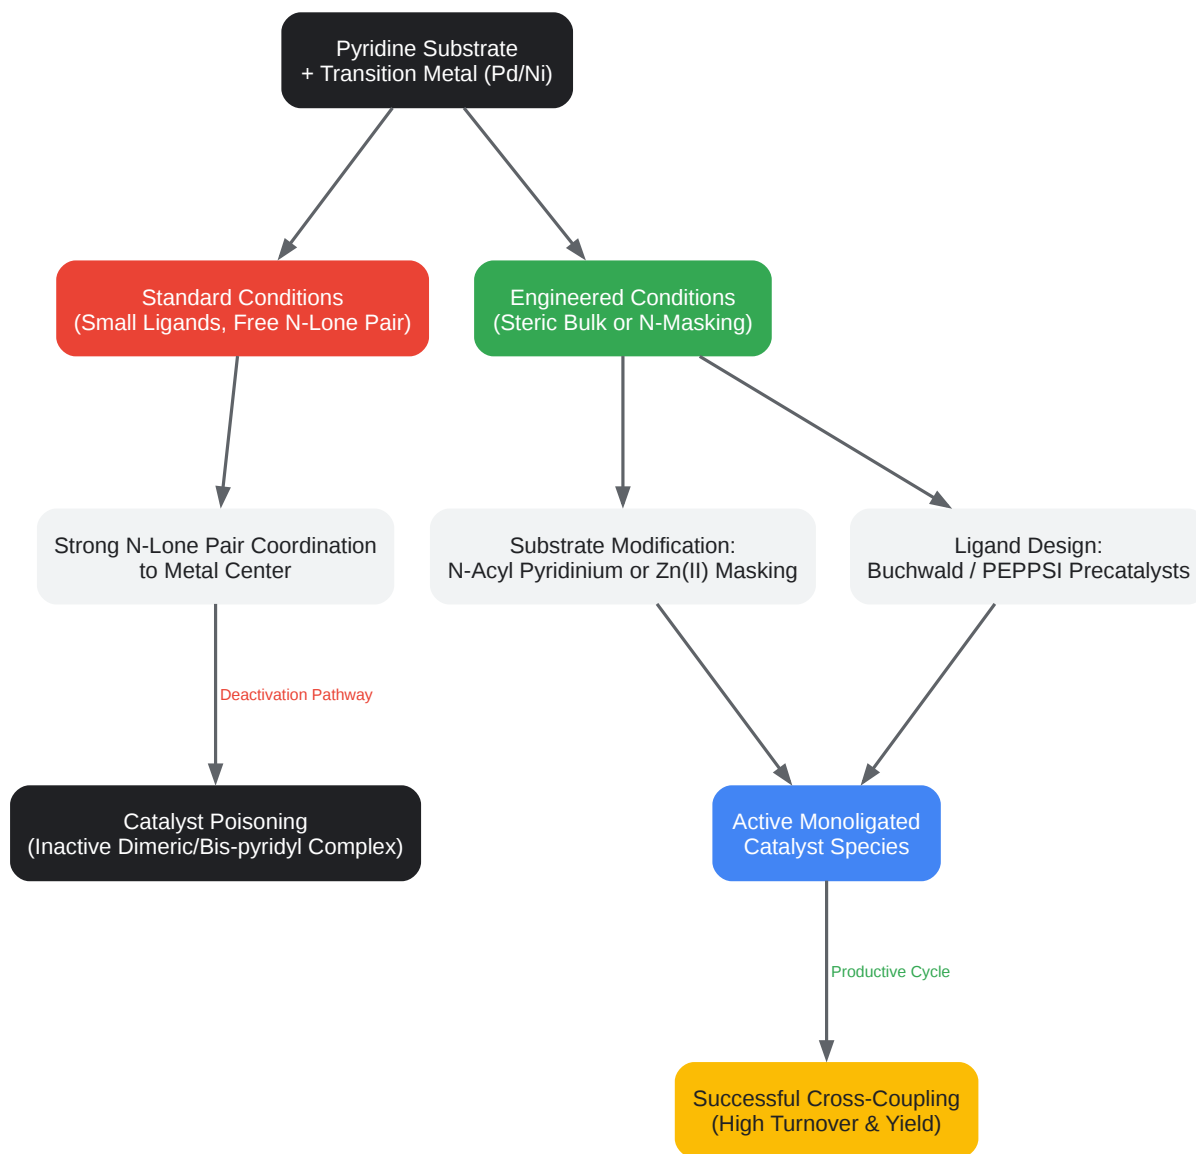 Pyridine Substrate
+ Transition Metal (Pd/Ni)
Standard Conditions
(Small Ligands, Free N-Lone Pair)
Engineered Conditions
(Steric Bulk or N-Masking)
Strong N-Lone Pair Coordination
to Metal Center
Substrate Modification:
N-Acyl Pyridinium or Zn(II) Masking
Ligand Design:
Buchwald / PEPPSI Precatalysts
Deactivation Pathway
Catalyst Poisoning
(Inactive Dimeric/Bis-pyridyl Complex)
Active Monoligated
Catalyst Species
Productive Cycle
Successful Cross-Coupling
(High Turnover & Yield)